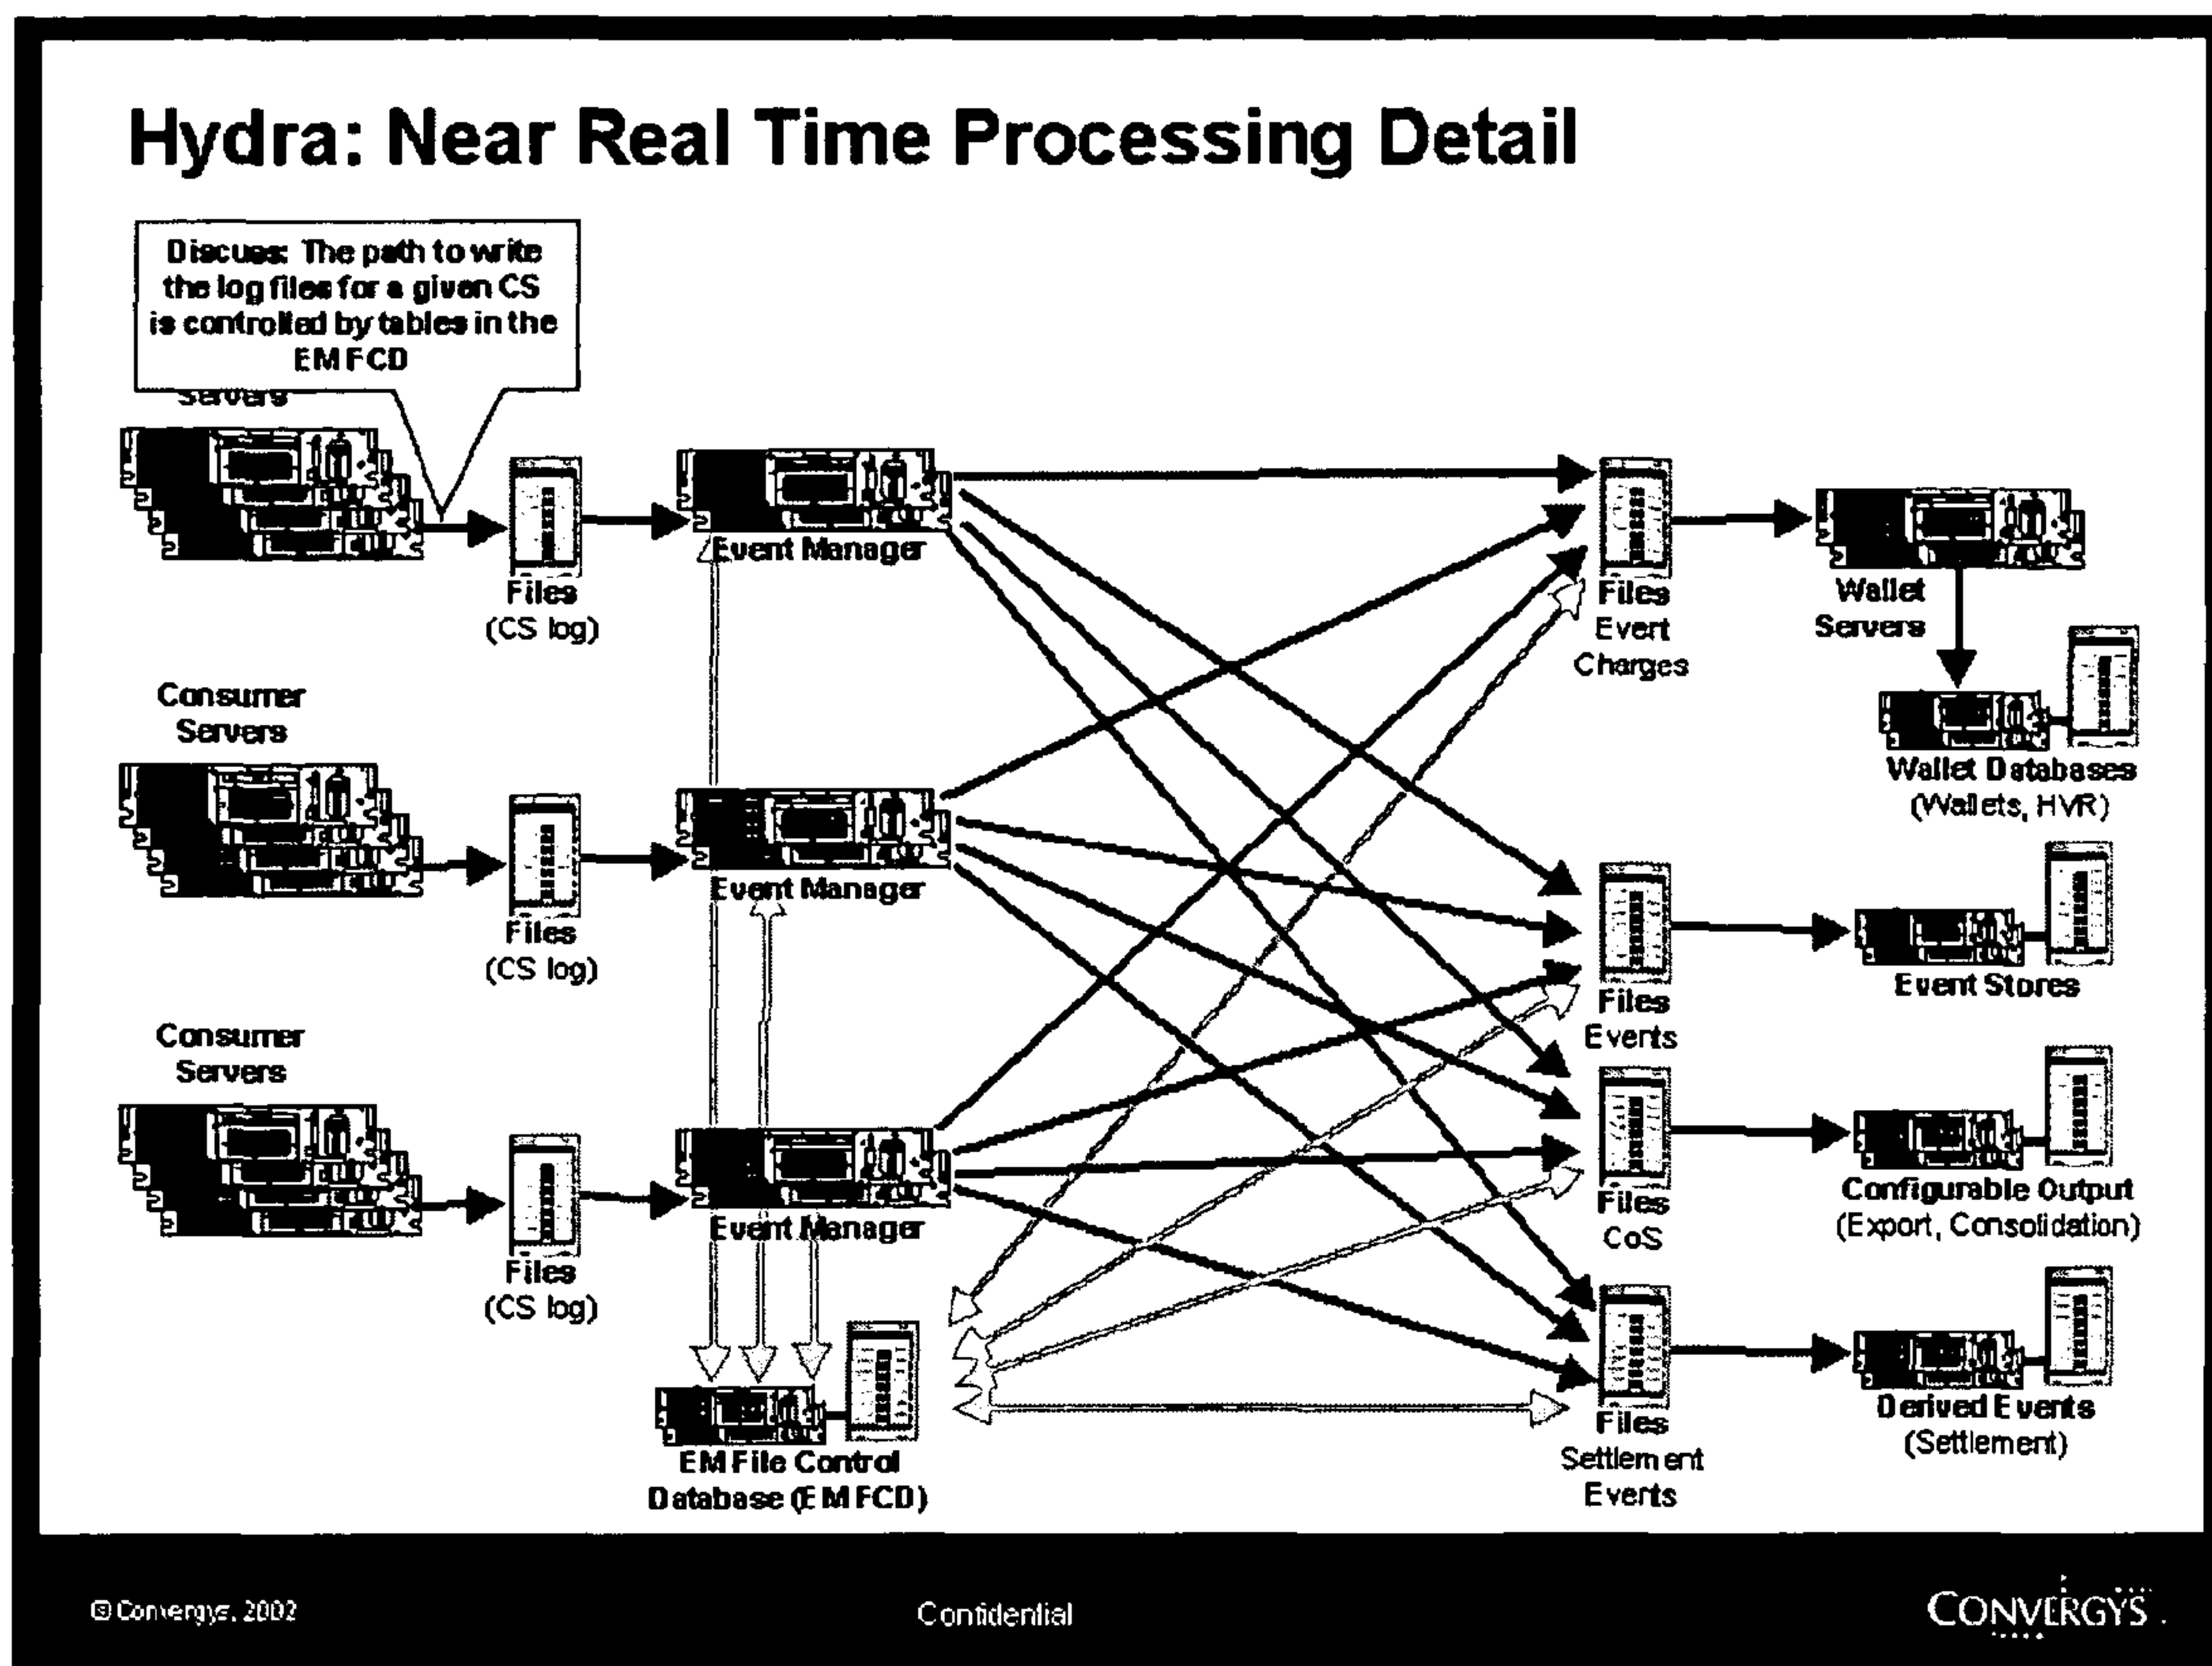 Hydra: Near Real Time Processing Detail
Discuss: The path to write
the log files for a given CS
is controlled by tables in the
EMFCD
Servers
Files
(CS log)
Event Manager
Files
Evert
Charges
Wallet
Servers
Wallet Databases
(Wallets, HVR)
Consumer
Servers
Files
(CS log)
Event Manager
Files
Events
Event Stores
Consumer
Servers
Files
(CS log)
Event Manager
Files
CoS
Configurable Output
(Export, Consolidation)
EM File Control
Database (EMFCD)
Files
Settlement
Events
Derived Events
(Settlement)
© Convergys, 2002
Confidential
CONVERGYS